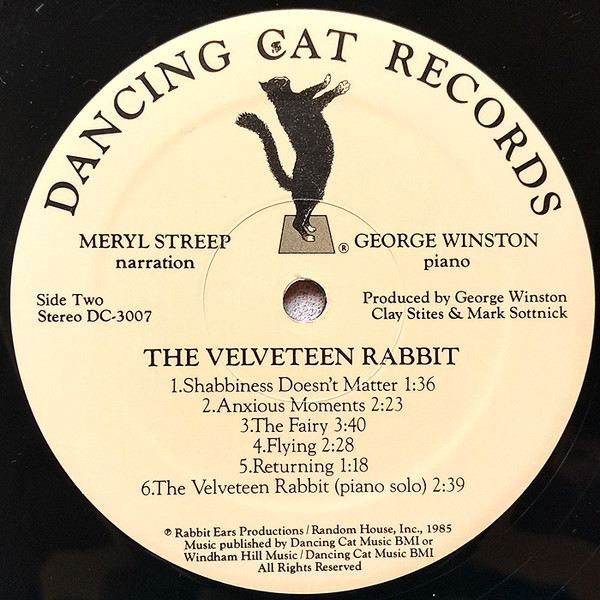 DANCING CAT RECORDS
MERYL STREEP
narration
® GEORGE WINSTON
piano
Side Two
Stereo DC-3007
Produced by George Winston
Clay Stites & Mark Sottnick
THE VELVETEEN RABBIT
1.Shabbiness Doesn't Matter 1:36
2.Anxious Moments 2:23
3.The Fairy 3:40
4.Flying 2:28
5.Returning 1:18
6.The Velveteen Rabbit (piano solo) 2:39
℗ Rabbit Ears Productions / Random House, Inc., 1985
Music published by Dancing Cat Music BMI or
Windham Hill Music / Dancing Cat Music BMI
All Rights Reserved